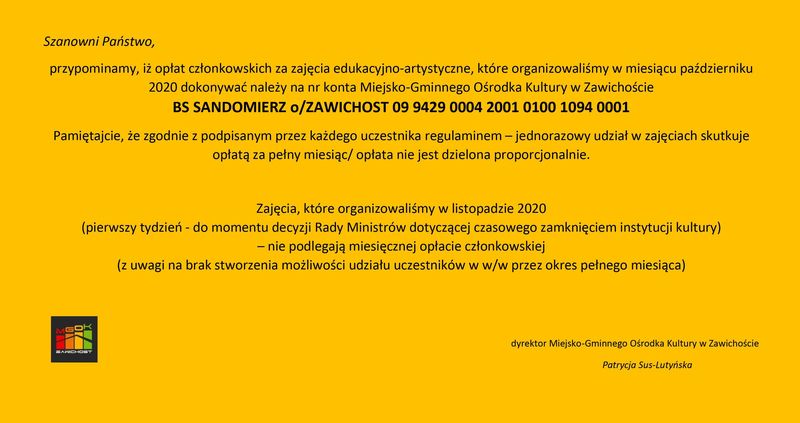 Szanowni Państwo,
przypominamy, iż opłat członkowskich za zajęcia edukacyjno-artystyczne, które organizowaliśmy w miesiącu październiku
2020 dokonywać należy na nr konta Miejsko-Gminnego Ośrodka Kultury w Zawichoście
BS SANDOMIERZ o/ZAWICHOST 09 9429 0004 2001 0100 1094 0001
Pamiętajcie, że zgodnie z podpisanym przez każdego uczestnika regulaminem – jednorazowy udział w zajęciach skutkuje
opłatą za pełny miesiąc/ opłata nie jest dzielona proporcjonalnie.
Zajęcia, które organizowaliśmy w listopadzie 2020
(pierwszy tydzień - do momentu decyzji Rady Ministrów dotyczącej czasowego zamknięciem instytucji kultury)
– nie podlegają miesięcznej opłacie członkowskiej
(z uwagi na brak stworzenia możliwości udziału uczestników w w/w przez okres pełnego miesiąca)
MGOK
ZAWICHOST
dyrektor Miejsko-Gminnego Ośrodka Kultury w Zawichoście
Patrycja Sus-Lutyńska